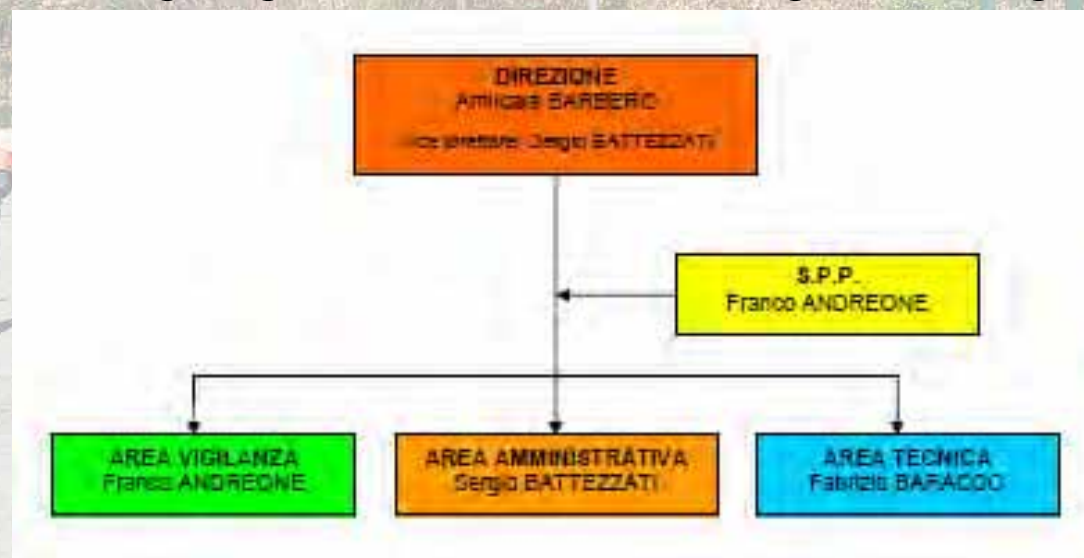 DIREZIONE
Amilcare BARBERO
Vice direttore: Sergio BATTEZZATI
S.P.P.
Franco ANDREONE
AREA VIGILANZA
Franco ANDREONE
AREA AMMINISTRATIVA
Sergio BATTEZZATI
AREA TECNICA
Fabrizio